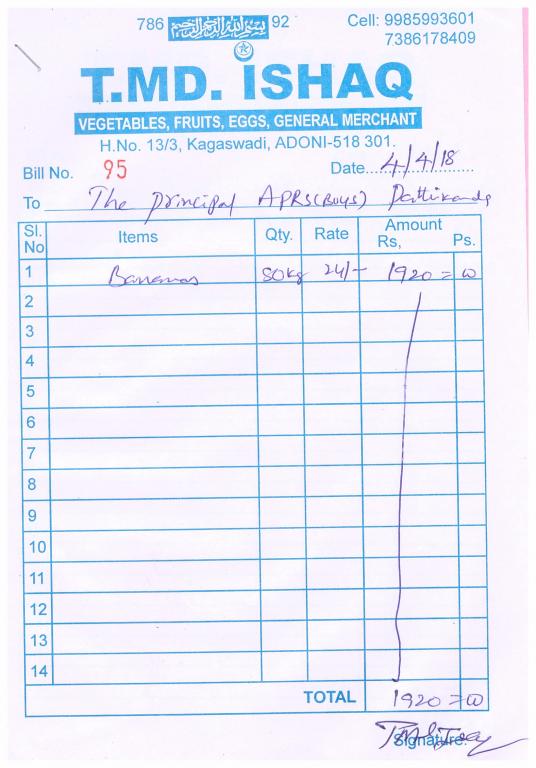 786 بسم الله الرحمن الرحيم 92
Cell: 9985993601
7386178409
T.MD. ISHAQ
VEGETABLES, FRUITS, EGGS, GENERAL MERCHANT
H.No. 13/3, Kagaswadi, ADONI-518 301.
Bill No. 95 Date 4/4/18
To The principal APRS(Boys) Pattikonda
Sl. No Items Qty. Rate Amount Rs, Ps.
1 Bananas 80kg 24/- 1920 = 00
2
3
4
5
6
7
8
9
10
11
12
13
14
TOTAL 1920 = 00
Signature.